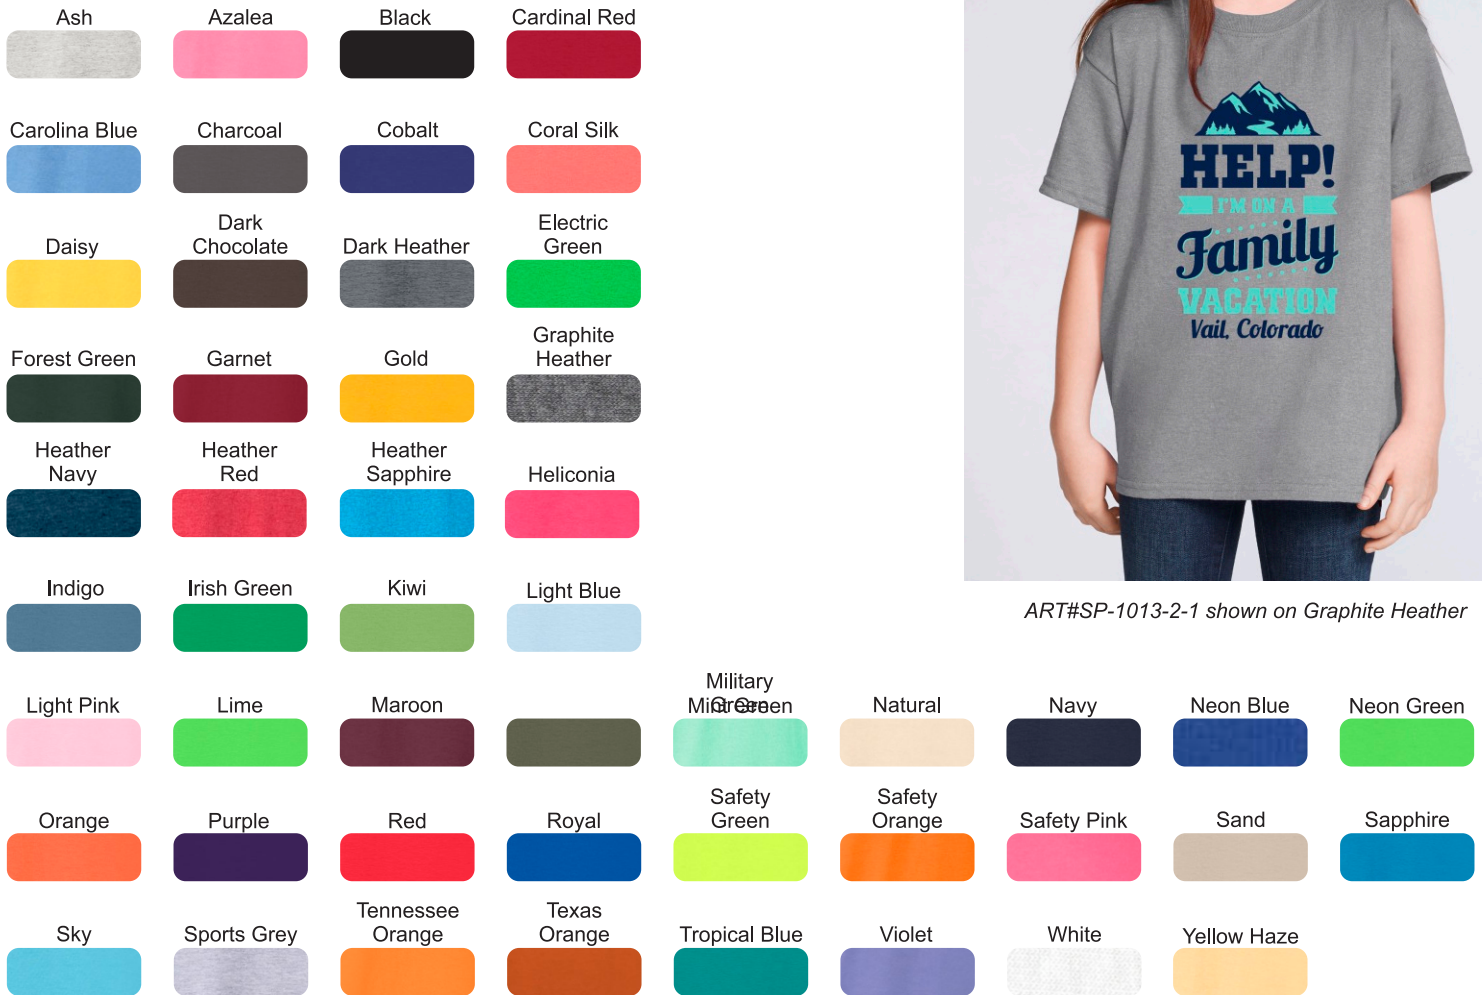 Ash
Azalea
Black
Cardinal Red
Carolina Blue
Charcoal
Cobalt
Coral Silk
Daisy
Dark
Chocolate
Dark Heather
Electric
Green
Forest Green
Garnet
Gold
Graphite
Heather
Heather
Navy
Heather
Red
Heather
Sapphire
Heliconia
Indigo
Irish Green
Kiwi
Light Blue
HELP!
I'M ON A
Family
VACATION
Vail, Colorado
ART#SP-1013-2-1 shown on Graphite Heather
Light Pink
Lime
Maroon
Military
Green
Mint Green
Natural
Navy
Neon Blue
Neon Green
Orange
Purple
Red
Royal
Safety
Green
Safety
Orange
Safety Pink
Sand
Sapphire
Sky
Sports Grey
Tennessee
Orange
Texas
Orange
Tropical Blue
Violet
White
Yellow Haze